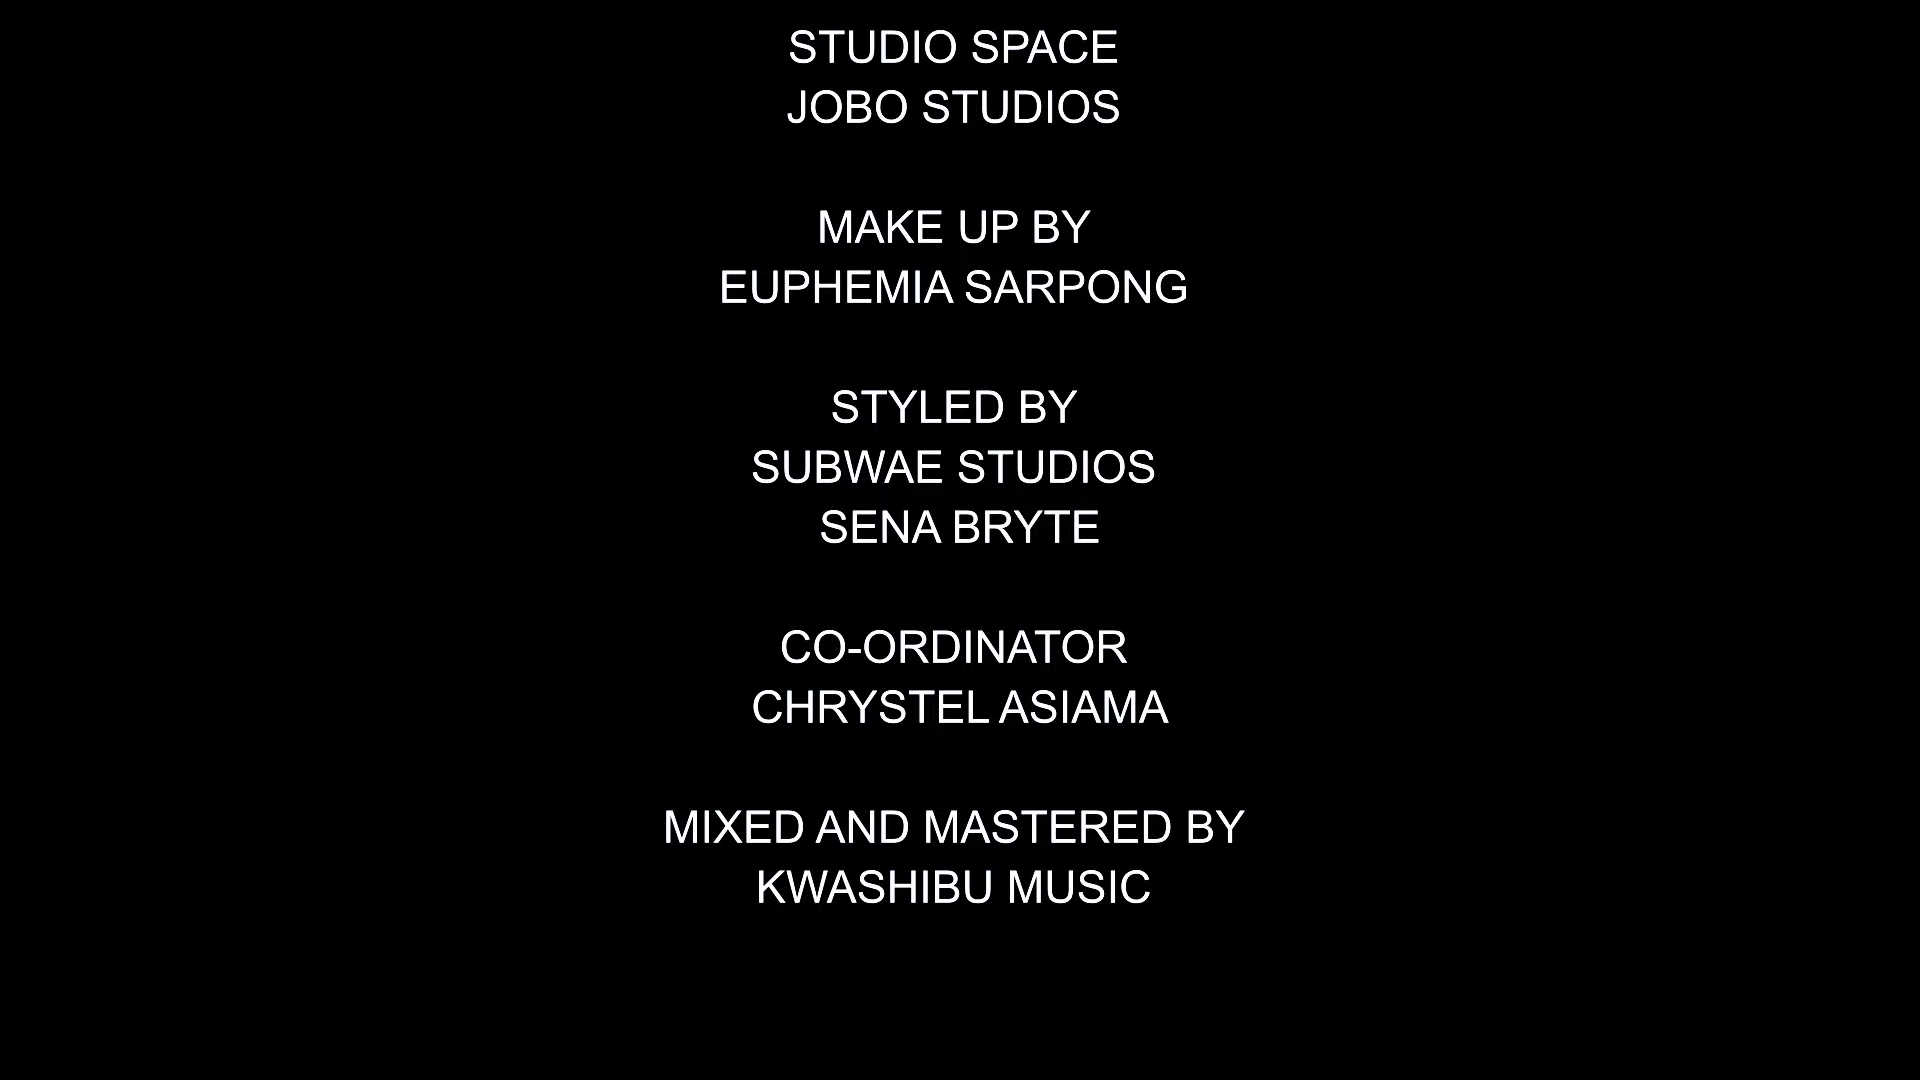 STUDIO SPACE
JOBO STUDIOS
MAKE UP BY
EUPHEMIA SARPONG
STYLED BY
SUBWAE STUDIOS
SENA BRYTE
CO-ORDINATOR
CHRYSTEL ASIAMA
MIXED AND MASTERED BY
KWASHIBU MUSIC